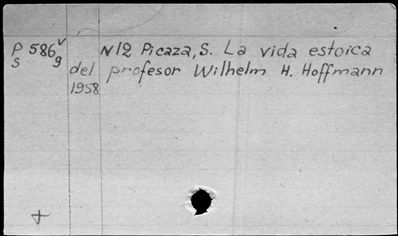 P 586 v N12 Picaza, S. La vida estoica
S 9 del profesor Wilhelm H. Hoffmann
1958
+